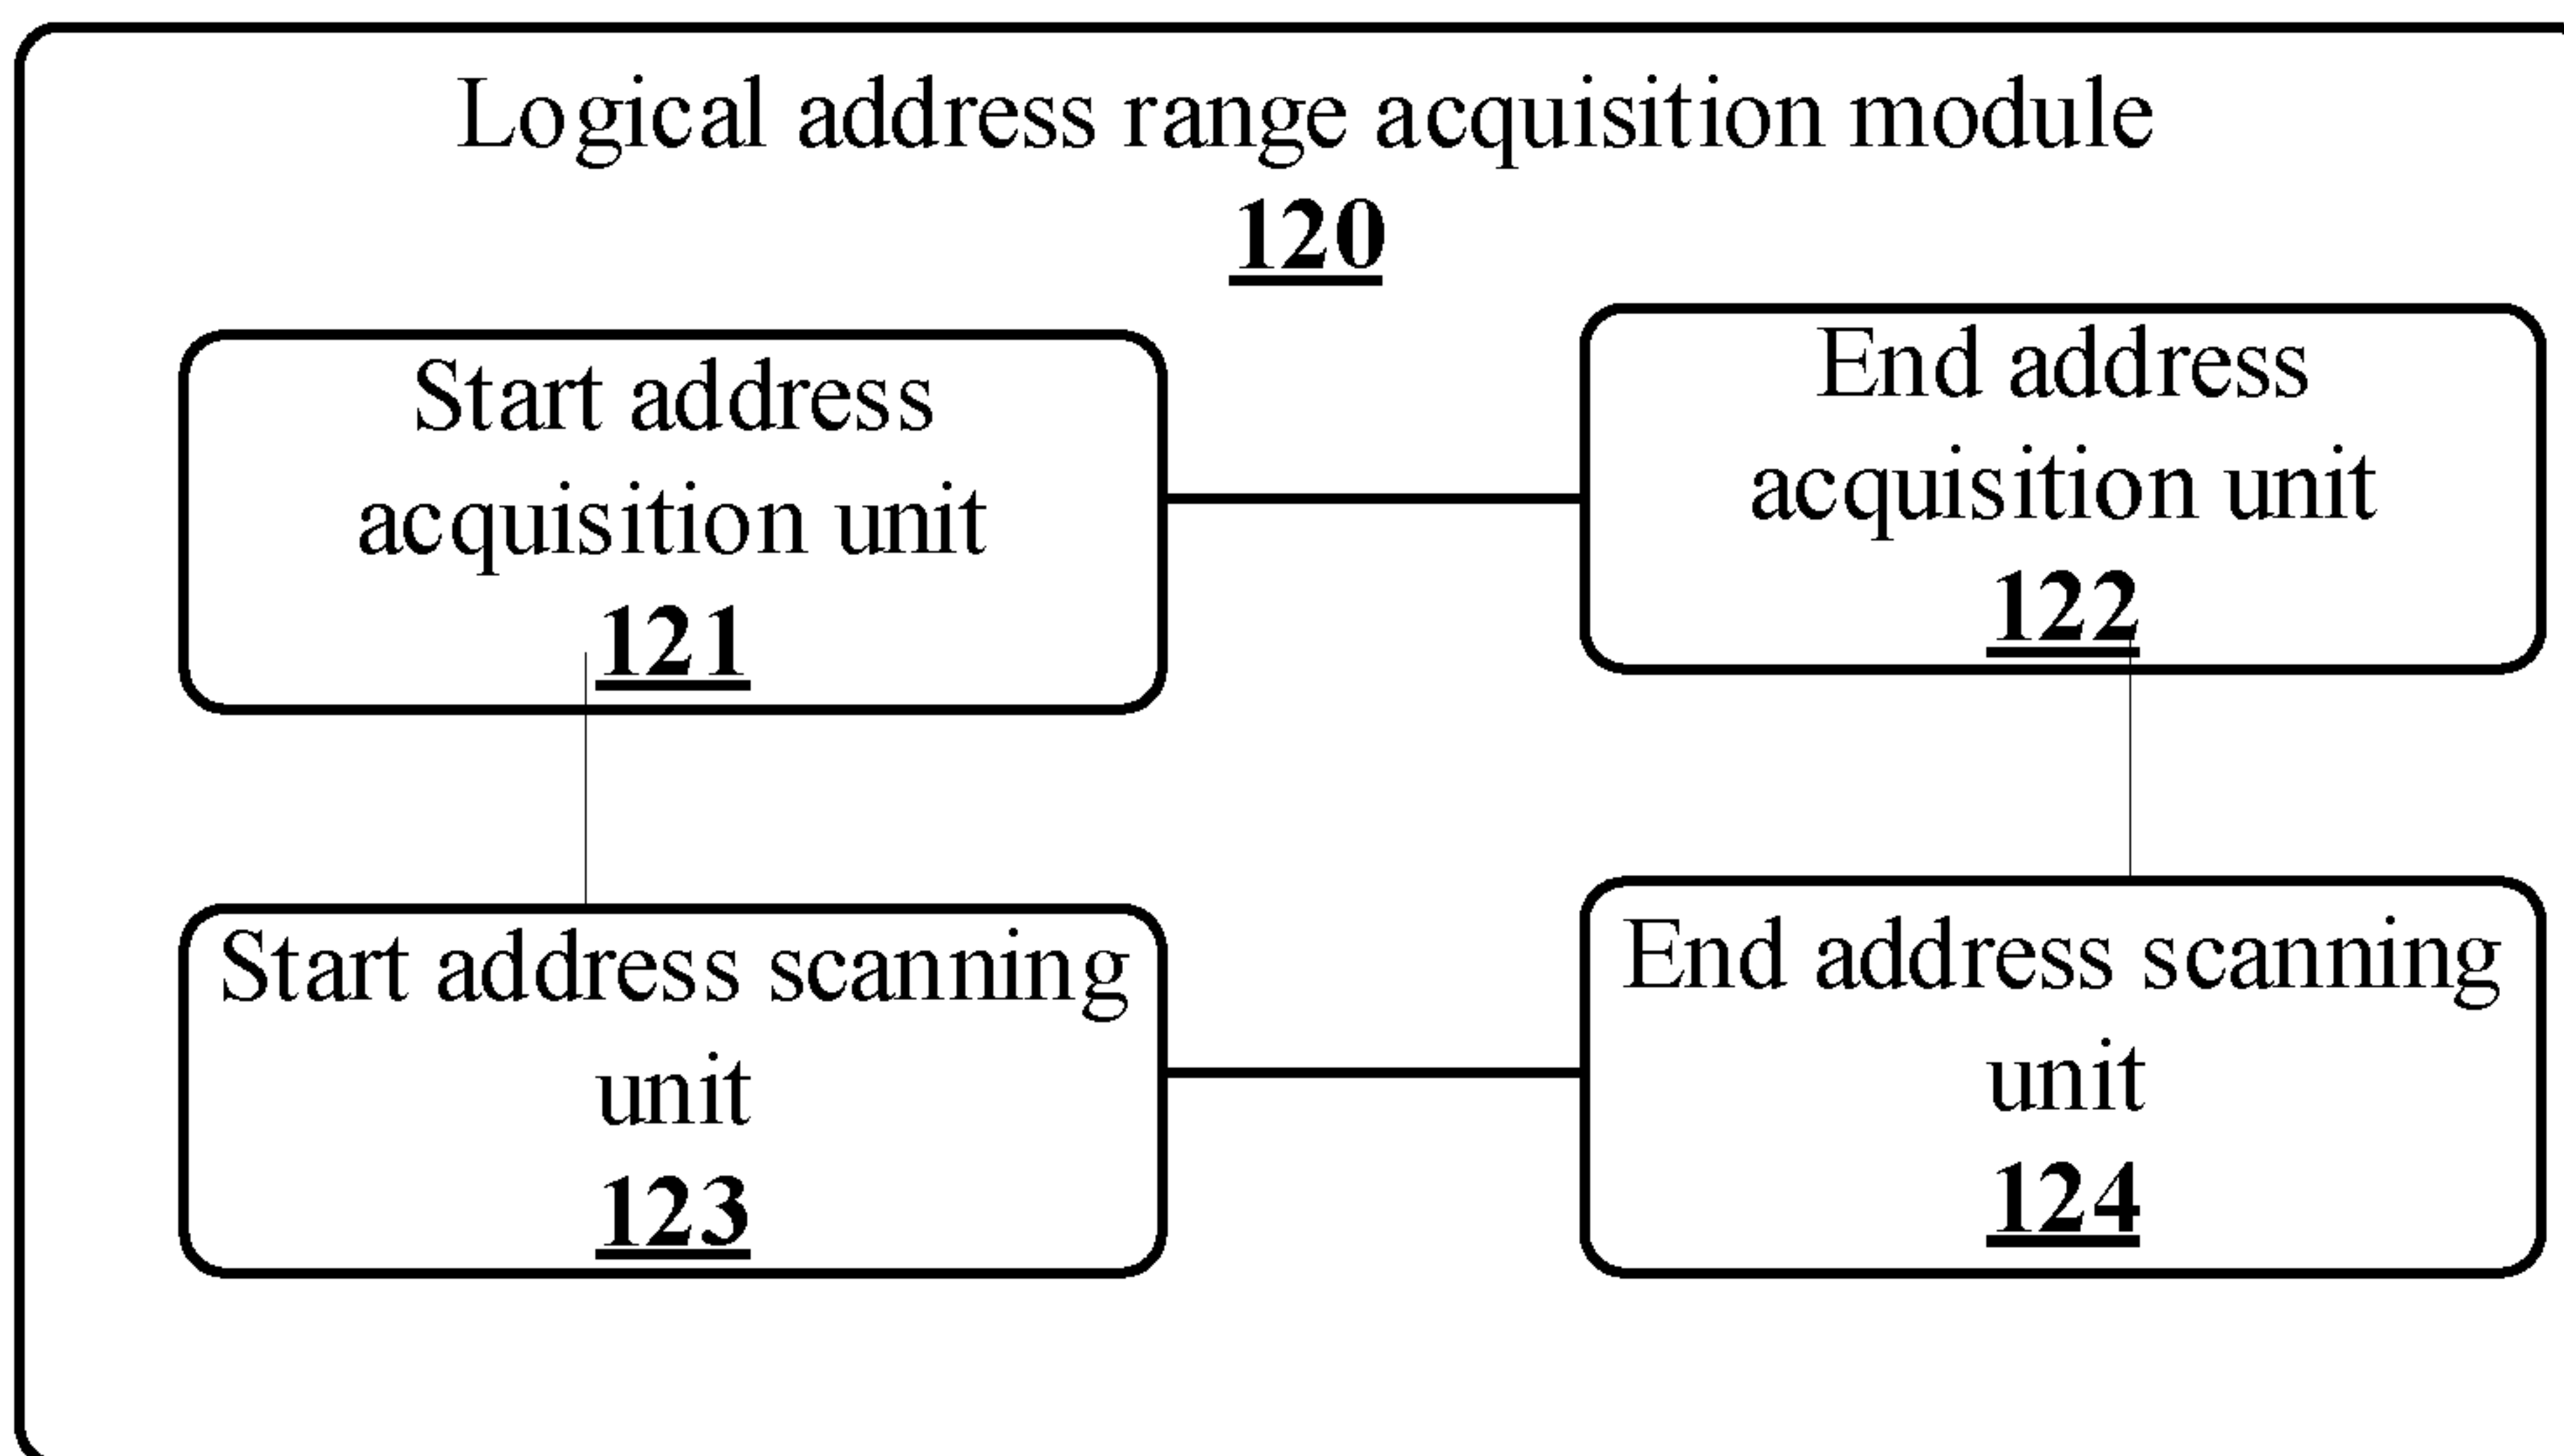 Logical address range acquisition module
120
Start address
acquisition unit
121
End address
acquisition unit
122
Start address scanning
unit
123
End address scanning
unit
124